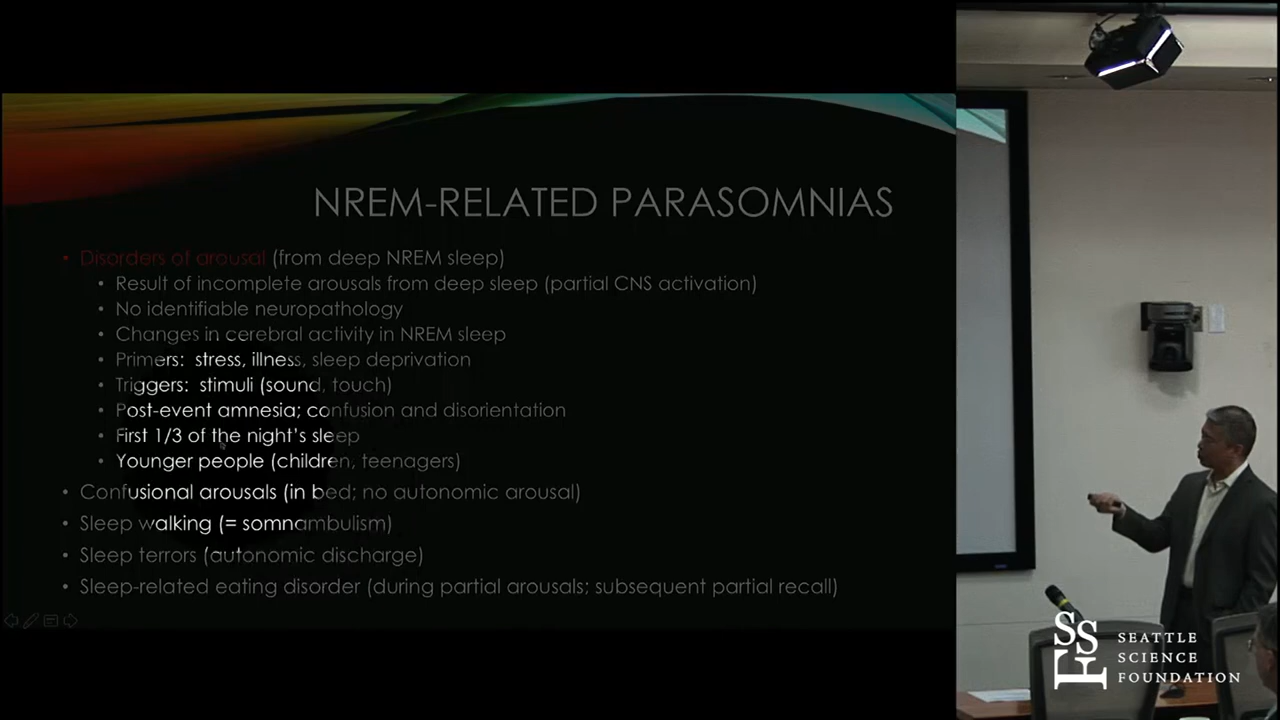 NREM-RELATED PARASOMNIAS
• Disorders of arousal (from deep NREM sleep)
• Result of incomplete arousals from deep sleep (partial CNS activation)
• No identifiable neuropathology
• Changes in cerebral activity in NREM sleep
• Primers: stress, illness, sleep deprivation
• Triggers: stimuli (sound, touch)
• Post-event amnesia; confusion and disorientation
• First 1/3 of the night's sleep
• Younger people (children, teenagers)
• Confusional arousals (in bed; no autonomic arousal)
• Sleep walking (= somnambulism)
• Sleep terrors (autonomic discharge)
• Sleep-related eating disorder (during partial arousals; subsequent partial recall)
SSF
SEATTLE
SCIENCE
FOUNDATION